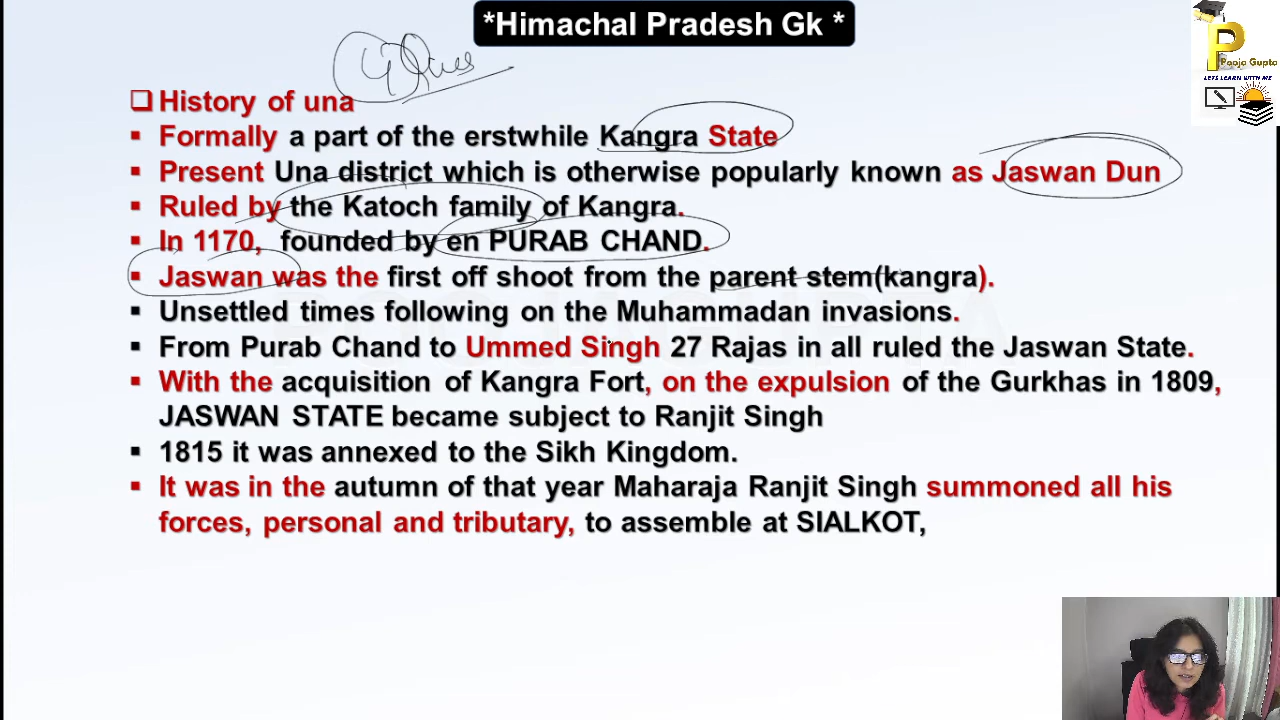 *Himachal Pradesh Gk *
P
Pooja Gupta
LETS LEARN WITH ME
❑ History of una
▪ Formally a part of the erstwhile Kangra State
▪ Present Una district which is otherwise popularly known as Jaswan Dun
▪ Ruled by the Katoch family of Kangra.
▪ In 1170, founded by en PURAB CHAND.
▪ Jaswan was the first off shoot from the parent stem(kangra).
▪ Unsettled times following on the Muhammadan invasions.
▪ From Purab Chand to Ummed Singh 27 Rajas in all ruled the Jaswan State.
▪ With the acquisition of Kangra Fort, on the expulsion of the Gurkhas in 1809,
JASWAN STATE became subject to Ranjit Singh
▪ 1815 it was annexed to the Sikh Kingdom.
▪ It was in the autumn of that year Maharaja Ranjit Singh summoned all his
forces, personal and tributary, to assemble at SIALKOT,